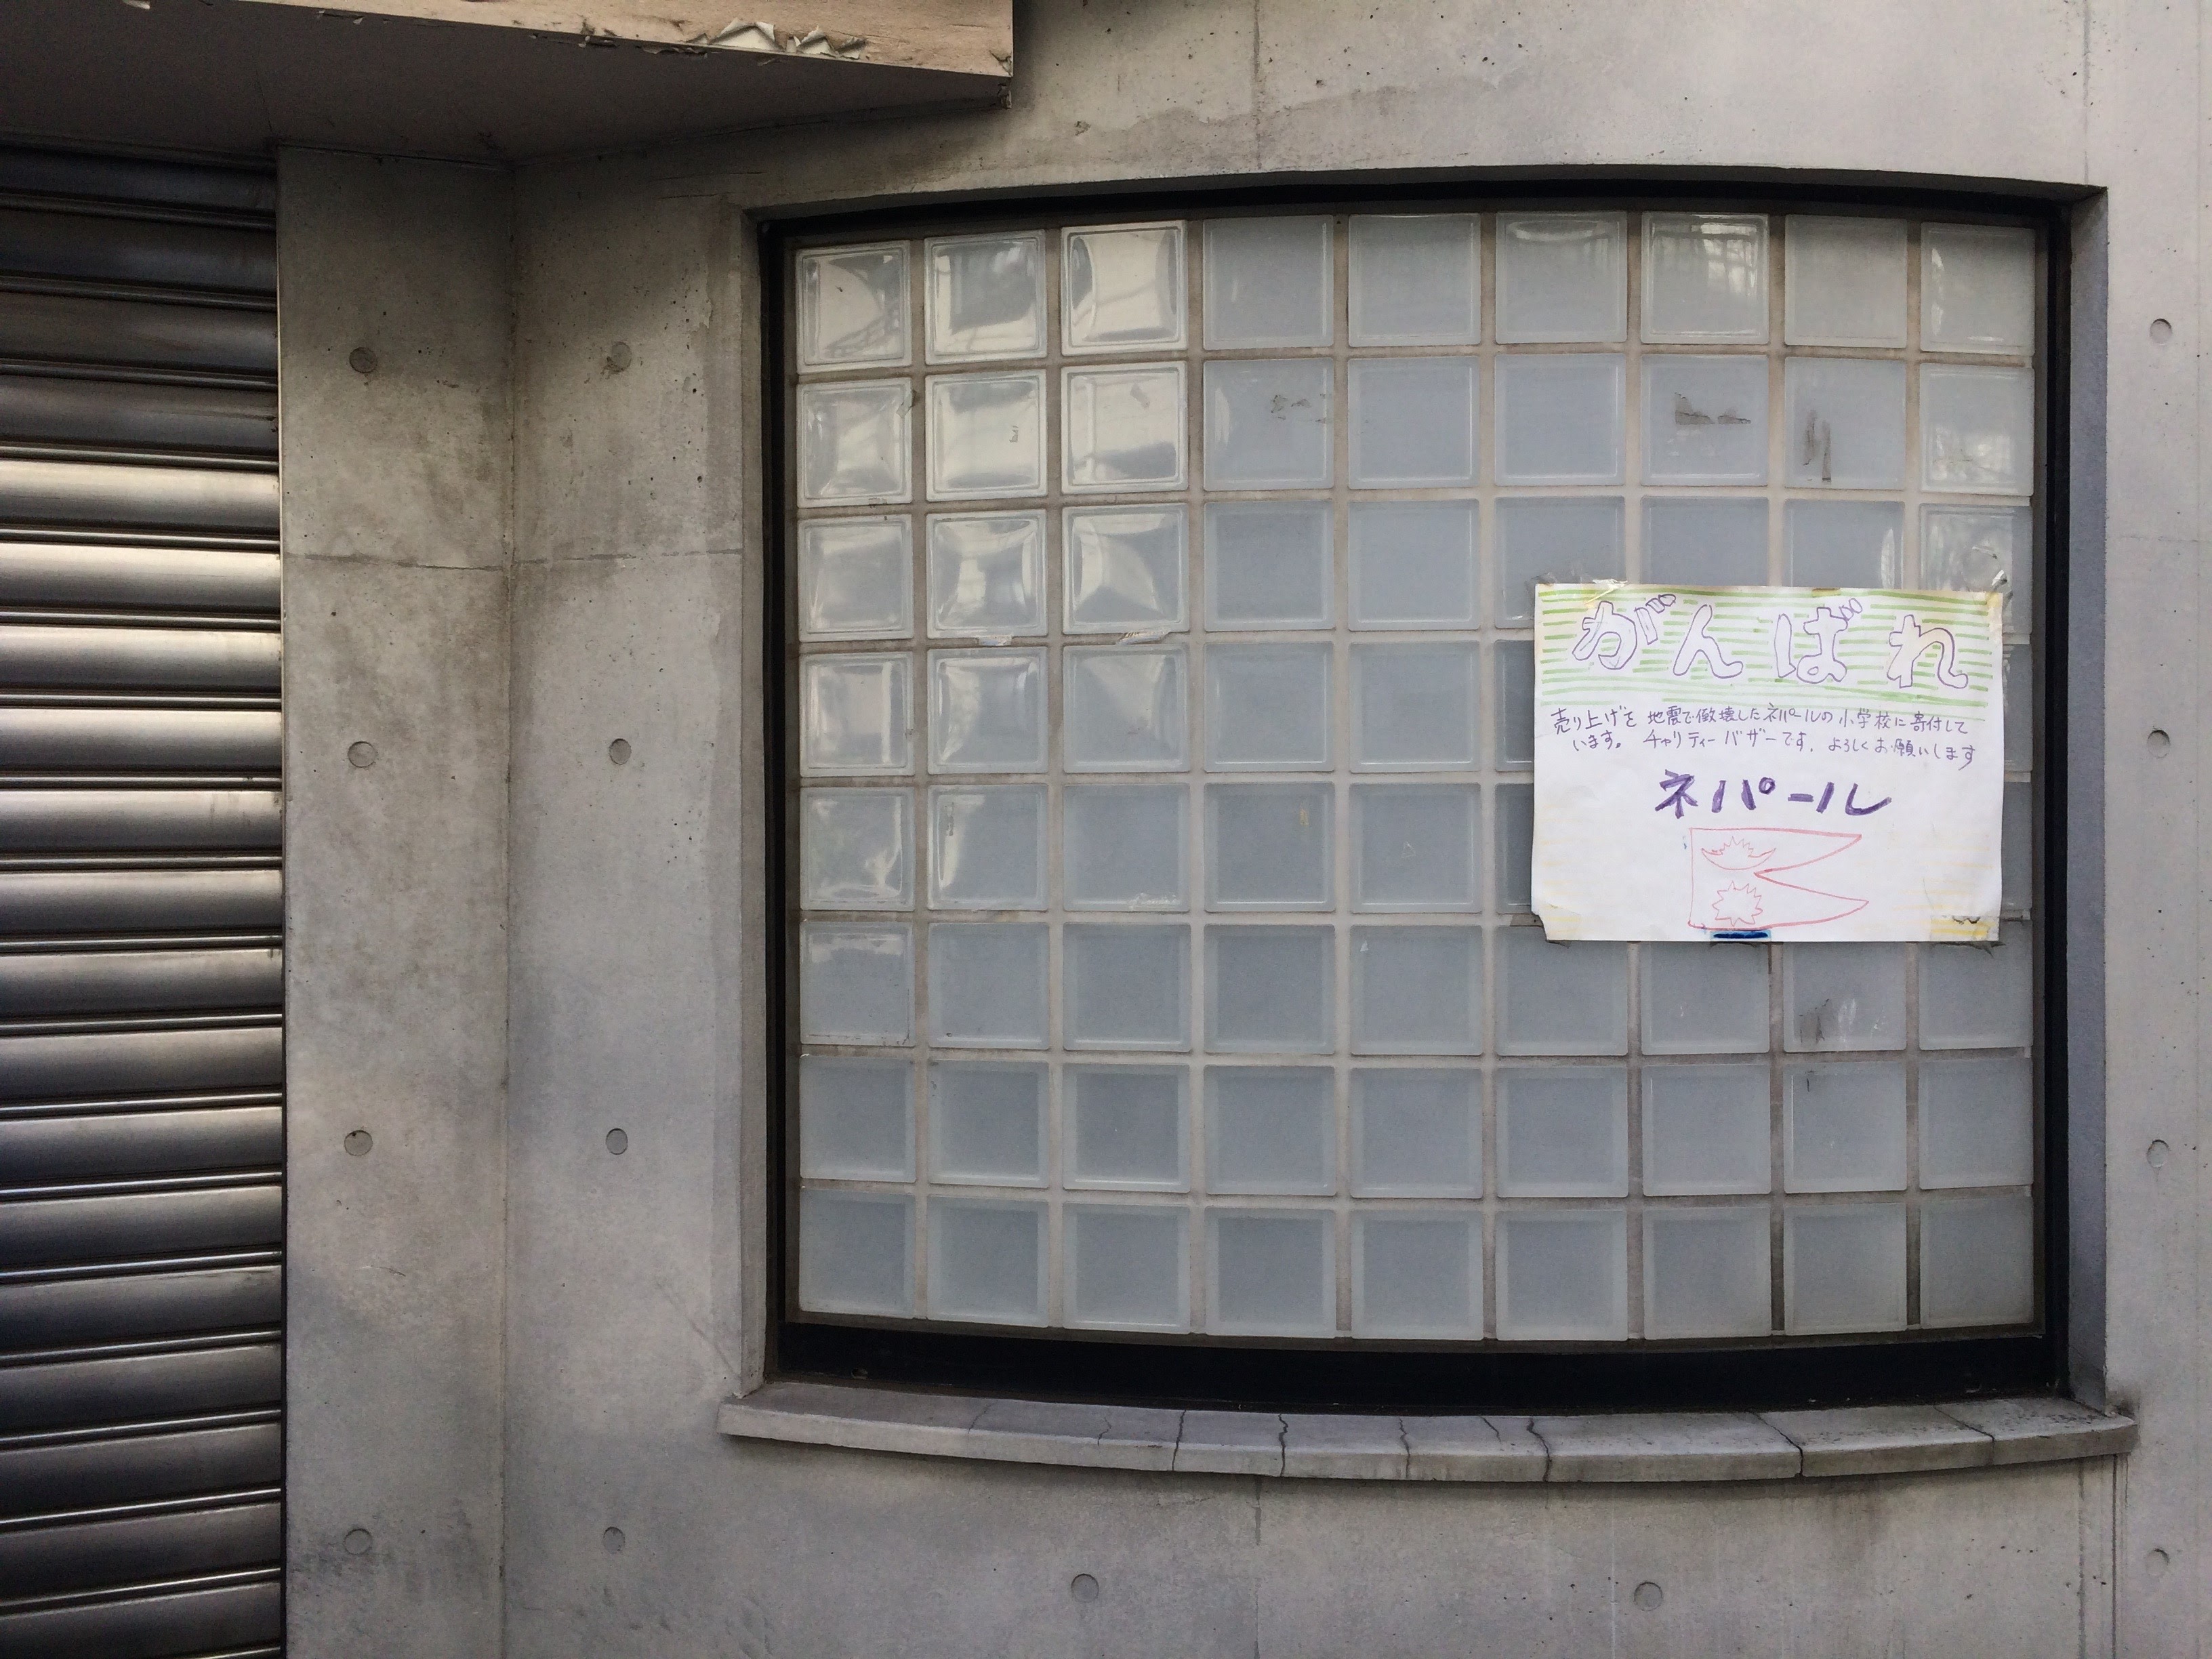 がんばれ
売り上げを 地震で倒壊したネパールの小学校に寄付して
います。 チャリティーバザーです。よろしくお願いします
ネパール